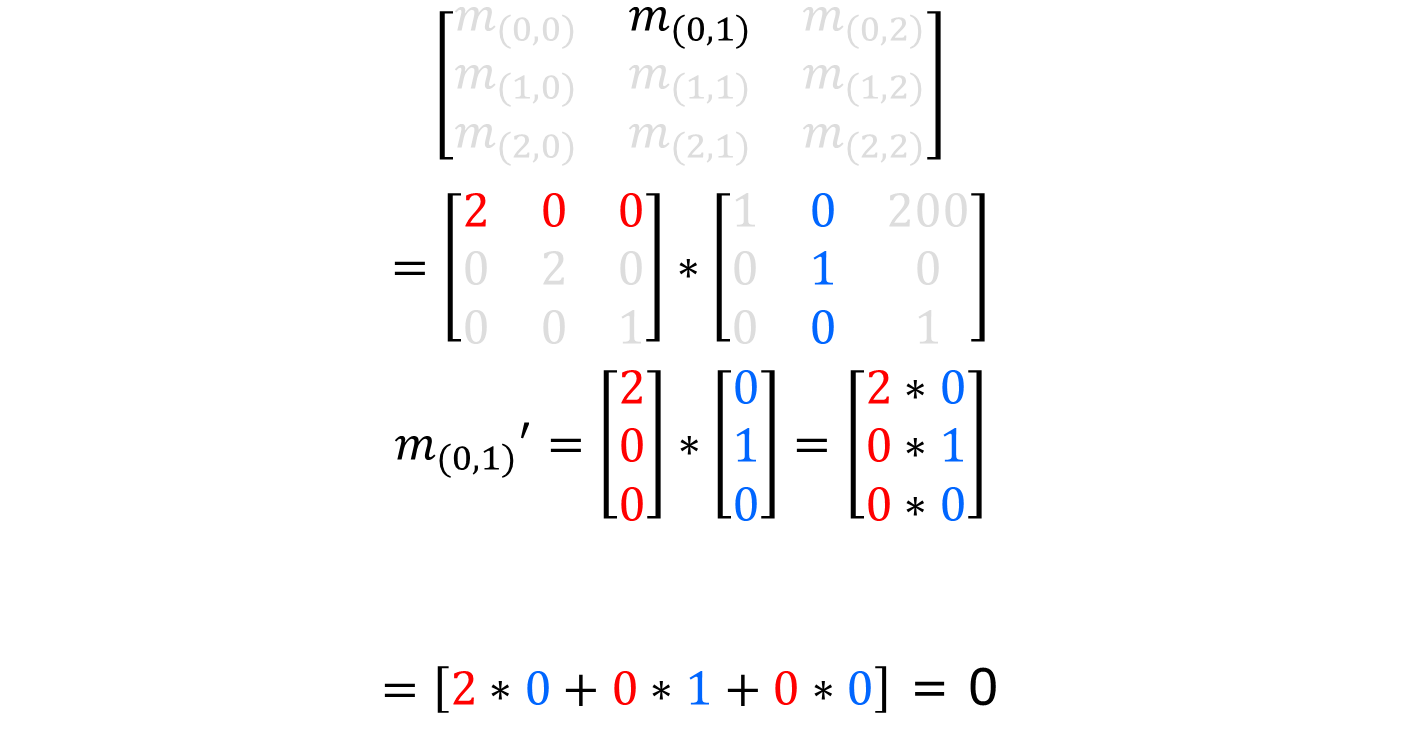 m(0,0) m(0,1) m(0,2)
m(1,0) m(1,1) m(1,2)
m(2,0) m(2,1) m(2,2)
= [2 0 0] * [1 0 200]
0 2 0 0 1 0
0 0 1 0 0 1
m(0,1)′ = [2 0 0] * [0 1 0] = [2 * 0
0 * 1
0 * 0]
= [2 * 0 + 0 * 1 + 0 * 0] = 0